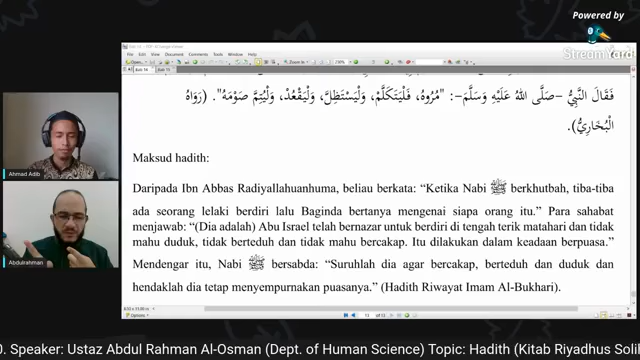 Powered by
StreamYard
فَقَالَ النَّبِيُّ –صَلَّى اللهُ عَلَيْهِ وَسَلَّمَ–: "مُرُوهُ، فَلْيَتَكَلَّمْ، وَلْيَسْتَظِلَّ، وَلْيَقْعُدْ، وَلْيُتِمَّ صَوْمَهُ". (رَوَاهُ
الْبُخَارِيُّ).
Maksud hadith:
Daripada Ibn Abbas Radiyallahuanhuma, beliau berkata: “Ketika Nabi ﷺ berkhutbah, tiba-tiba
ada seorang lelaki berdiri lalu Baginda bertanya mengenai siapa orang itu.” Para sahabat
menjawab: “(Dia adalah) Abu Israel telah bernazar untuk berdiri di tengah terik matahari dan tidak
mahu duduk, tidak berteduh dan tidak mahu bercakap. Itu dilakukan dalam keadaan berpuasa.”
Mendengar itu, Nabi ﷺ bersabda: “Suruhlah dia agar bercakap, berteduh dan duduk dan
hendaklah dia tetap menyempurnakan puasanya.” (Hadith Riwayat Imam Al-Bukhari).
Ahmad Adib
Abdulrahman
0. Speaker: Ustaz Abdul Rahman Al-Osman (Dept. of Human Science) Topic: Hadith (Kitab Riyadhus Soli